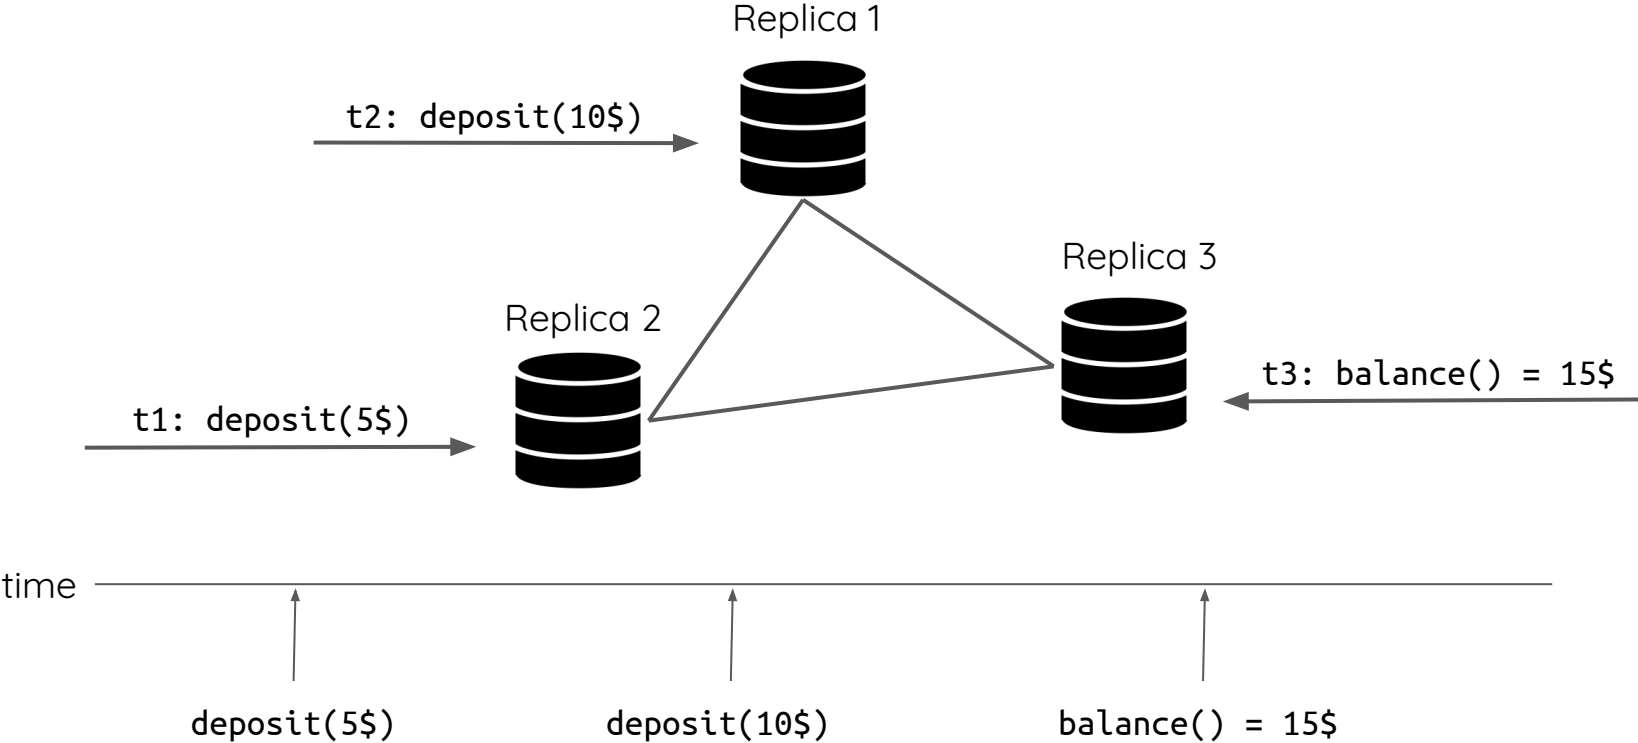 Replica 1
t2: deposit(10$)
Replica 3
Replica 2
t3: balance() = 15$
t1: deposit(5$)
time
deposit(5$)
deposit(10$)
balance() = 15$